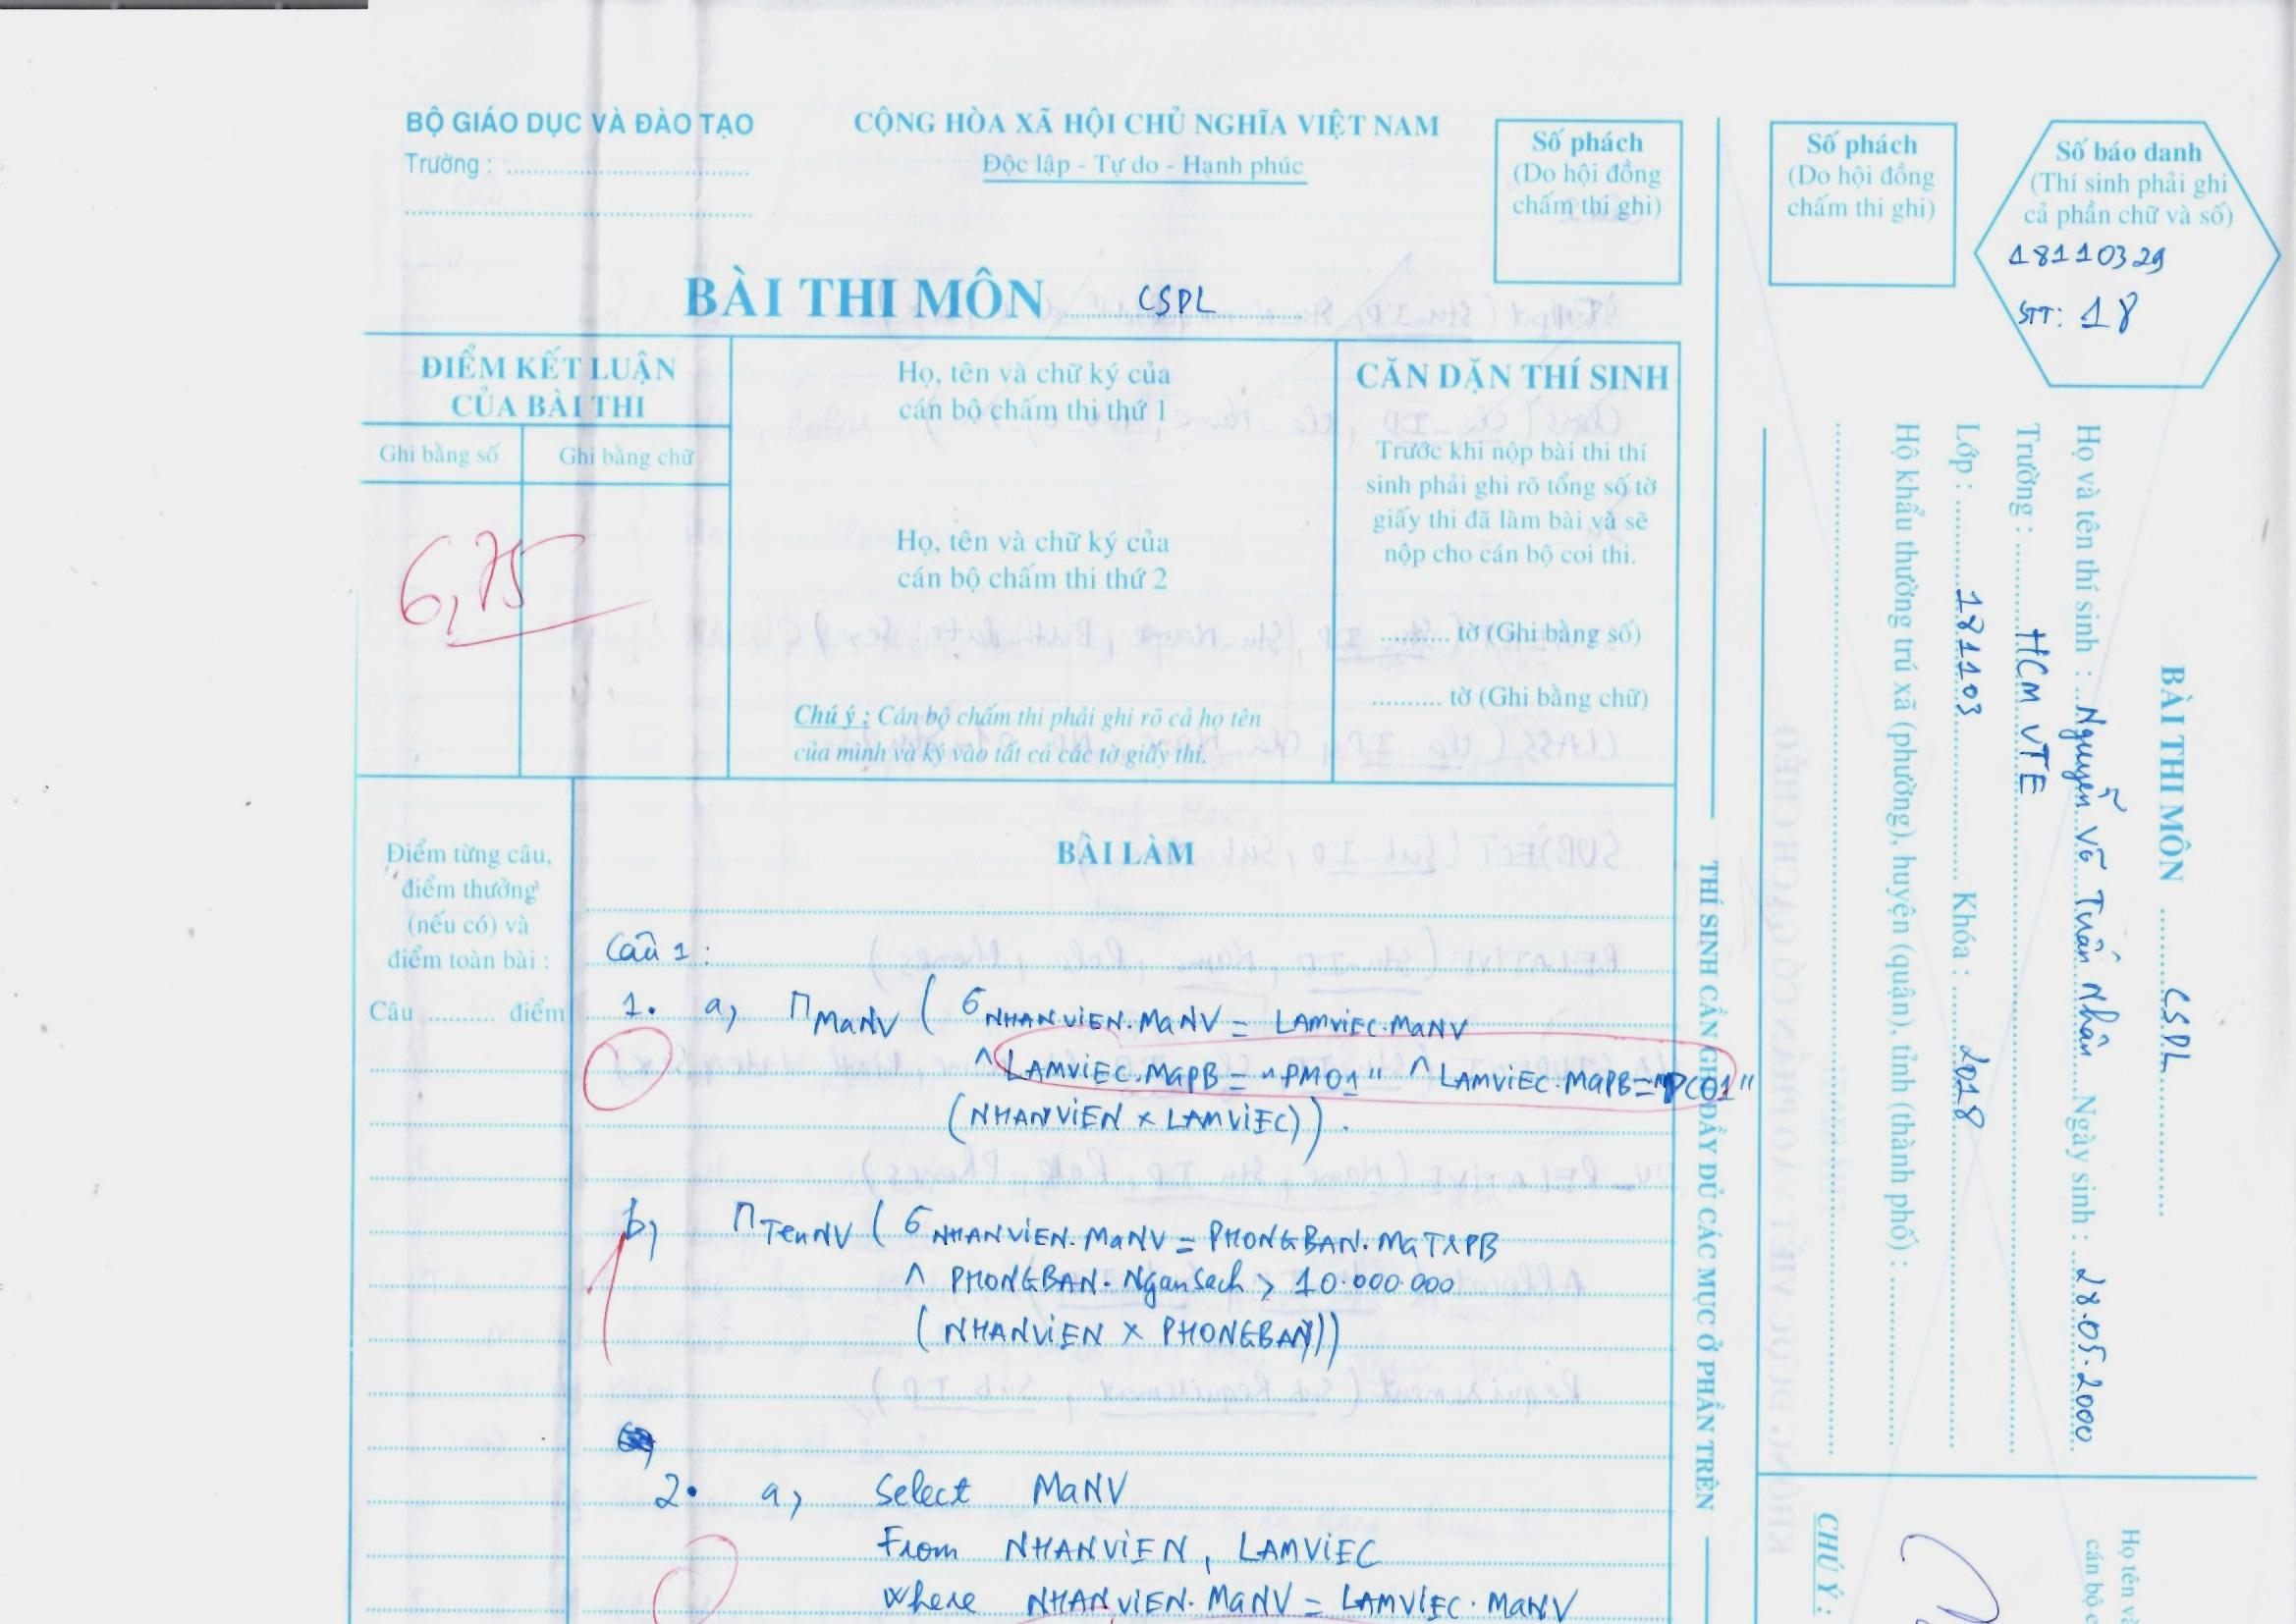 BỘ GIÁO DỤC VÀ ĐÀO TẠO
Trường : ....................
CỘNG HÒA XÃ HỘI CHỦ NGHĨA VIỆT NAM
Độc lập - Tự do - Hạnh phúc
Số phách
(Do hội đồng
chấm thi ghi)
Số phách
(Do hội đồng
chấm thi ghi)
Số báo danh
(Thí sinh phải ghi
cả phần chữ và số)
18110329
STT: 18
BÀI THI MÔN CSDL
ĐIỂM KẾT LUẬN
CỦA BÀI THI
Ghi bằng số
Ghi bằng chữ
6,75
Họ, tên và chữ ký của
cán bộ chấm thi thứ 1
Họ, tên và chữ ký của
cán bộ chấm thi thứ 2
Chú ý : Cán bộ chấm thi phải ghi rõ cả họ tên
của mình và ký vào tất cả các tờ giấy thi.
CĂN DẶN THÍ SINH
Trước khi nộp bài thi thí
sinh phải ghi rõ tổng số tờ
giấy thi đã làm bài và sẽ
nộp cho cán bộ coi thi.
.......... tờ (Ghi bằng số)
.......... tờ (Ghi bằng chữ)
Điểm từng câu,
điểm thưởng
(nếu có) và
điểm toàn bài :
Câu .......... điểm
BÀI LÀM
Câu 1:
1. a, Π MaNV ( σ NHANVIEN.MaNV = LAMVIEC.MaNV
^ LAMVIEC.MaPB = "PM01" ^ LAMVIEC.MaPB = "DC01"
(NHANVIEN x LAMVIEC)) .
b, Π TenNV ( σ NHANVIEN.MaNV = PHONGBAN.MaTrPB
^ PHONGBAN.NganSach > 10.000.000
( NHANVIEN x PHONGBAN))
2. a, Select MaNV
From NHANVIEN, LAMVIEC
Where NHANVIEN.MaNV = LAMVIEC.MaNV
THÍ SINH CẦN GHI ĐẦY ĐỦ CÁC MỤC Ở PHẦN TRÊN
BÀI THI MÔN CSDL
Họ và tên thí sinh : Nguyễn Võ Tuấn Nhân Ngày sinh : 28.05.2000
Trường : HCM UTE
Lớp : 181103 Khóa : 2018
Hộ khẩu thường trú xã (phường), huyện (quận), tỉnh (thành phố) :
KHÔNG ĐƯỢC VIẾT VÀO PHẦN CÓ GẠCH CHÉO
CHÚ Ý :
Họ tên và
cán bộ